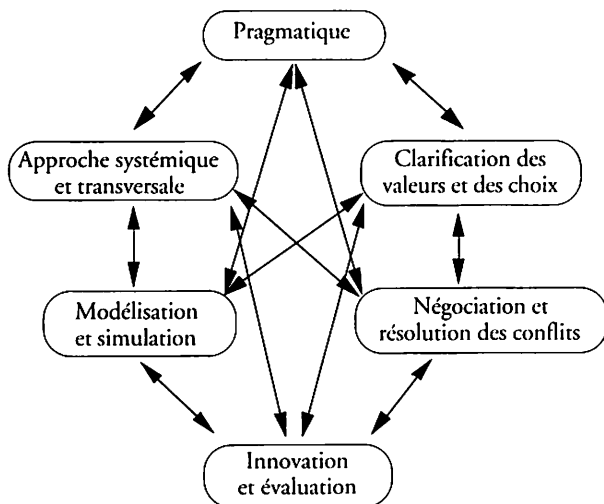 Pragmatique
Approche systémique
et transversale
Clarification des
valeurs et des choix
Modélisation
et simulation
Négociation et
résolution des conflits
Innovation
et évaluation